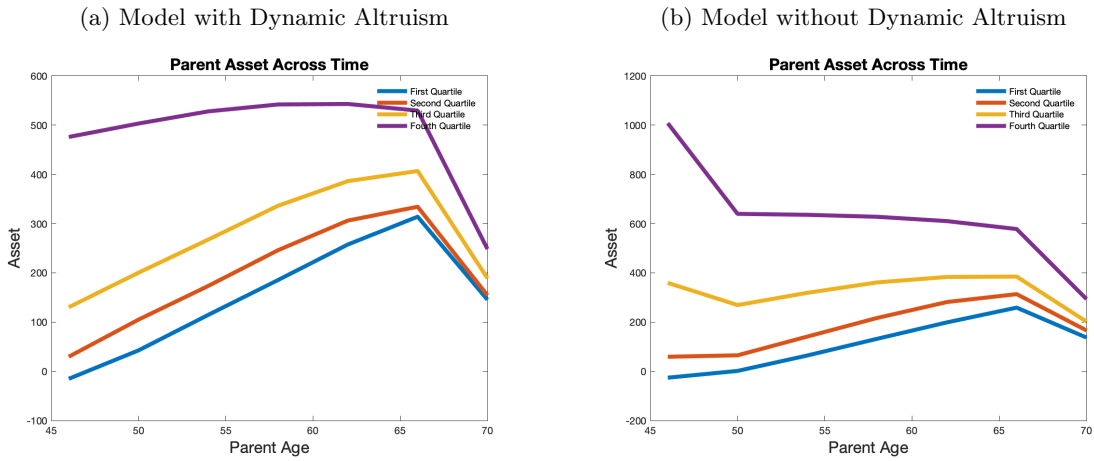 (a) Model with Dynamic Altruism
Parent Asset Across Time
First Quartile
Second Quartile
Third Quartile
Fourth Quartile
600
500
400
300
200
100
0
-100
Asset
45
50
55
60
65
70
Parent Age
(b) Model without Dynamic Altruism
Parent Asset Across Time
First Quartile
Second Quartile
Third Quartile
Fourth Quartile
1200
1000
800
600
400
200
0
-200
Asset
45
50
55
60
65
70
Parent Age